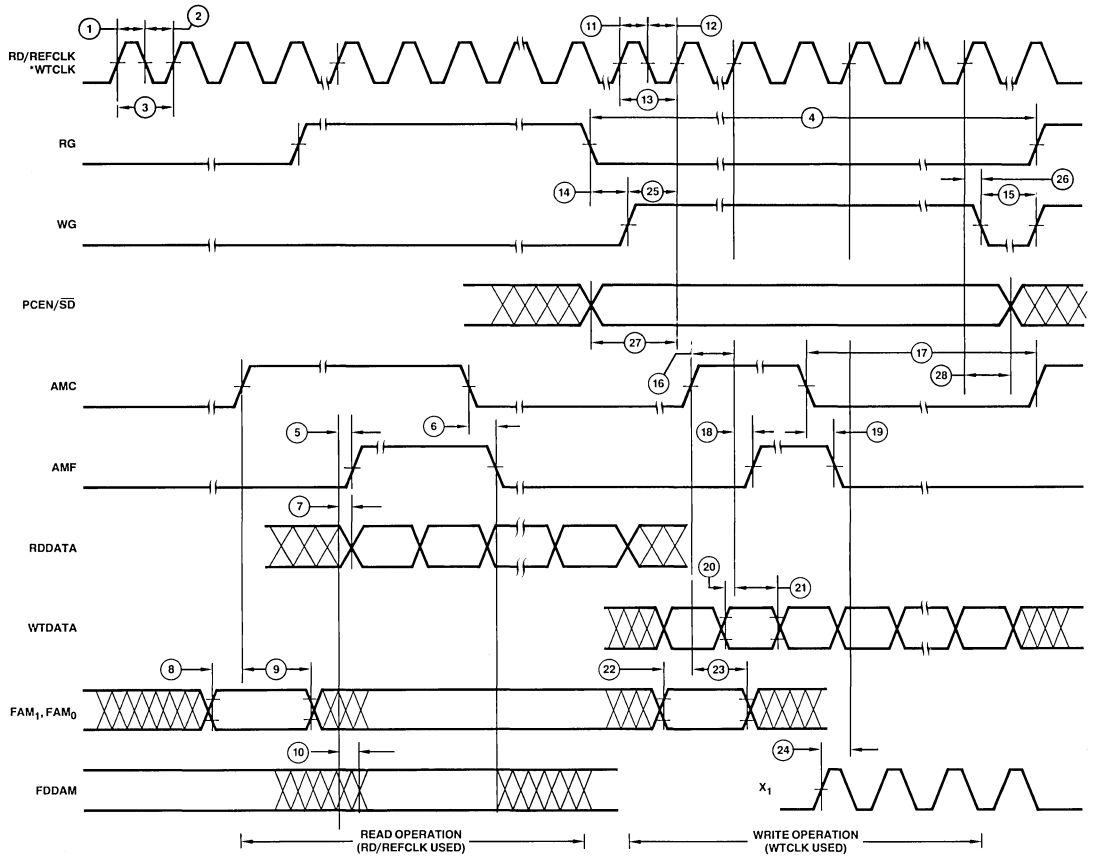 1
2
11
12
RD/REFCLK
*WTCLK
3
13
4
RG
26
14
25
15
WG
PCEN/S̅D̅
27
17
16
AMC
28
5
6
18
19
AMF
7
RDDATA
20
21
WTDATA
8
9
22
23
FAM₁, FAM₀
10
24
FDDAM
X₁
READ OPERATION
(RD/REFCLK USED)
WRITE OPERATION
(WTCLK USED)